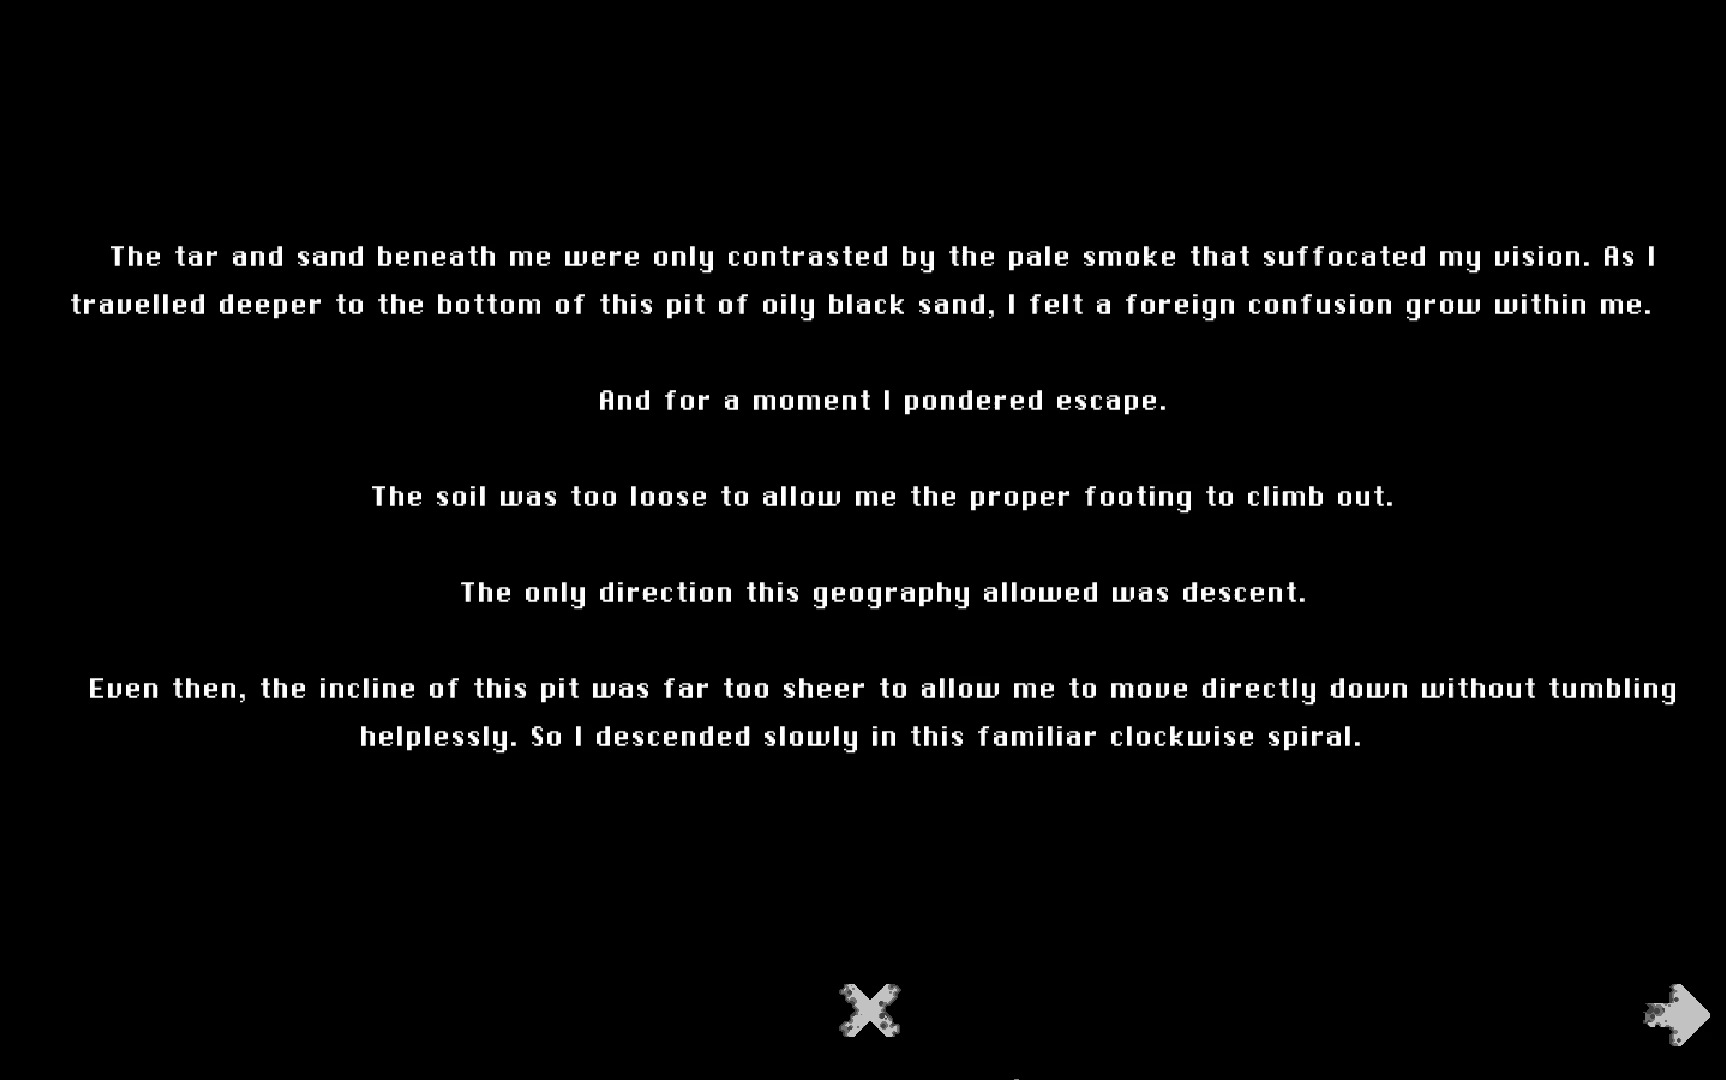 The tar and sand beneath me were only contrasted by the pale smoke that suffocated my vision. As I
travelled deeper to the bottom of this pit of oily black sand, I felt a foreign confusion grow within me.
And for a moment I pondered escape.
The soil was too loose to allow me the proper footing to climb out.
The only direction this geography allowed was descent.
Even then, the incline of this pit was far too sheer to allow me to move directly down without tumbling
helplessly. So I descended slowly in this familiar clockwise spiral.